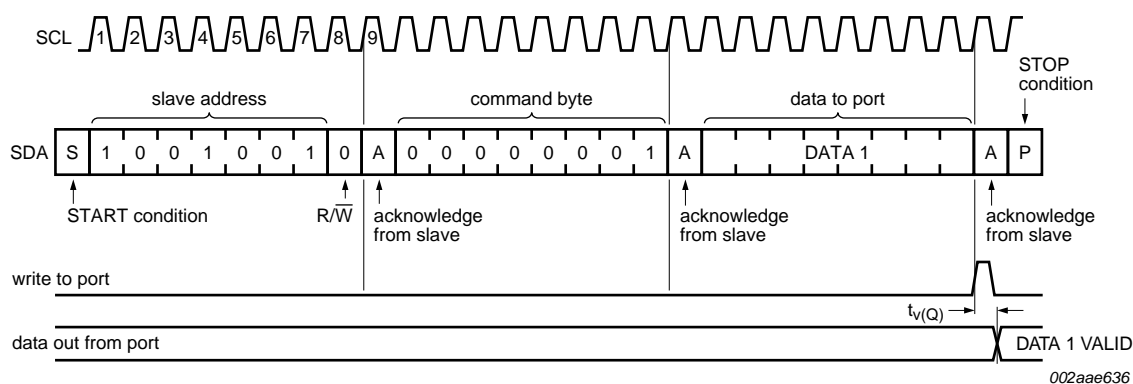 SCL 1 2 3 4 5 6 7 8 9
STOP
condition
slave address command byte data to port
SDA S 1 0 0 1 0 0 1 0 A 0 0 0 0 0 0 0 1 A DATA 1 A P
START condition R/W̅ acknowledge
from slave acknowledge
from slave acknowledge
from slave
write to port
tv(Q)
data out from port DATA 1 VALID
002aae636